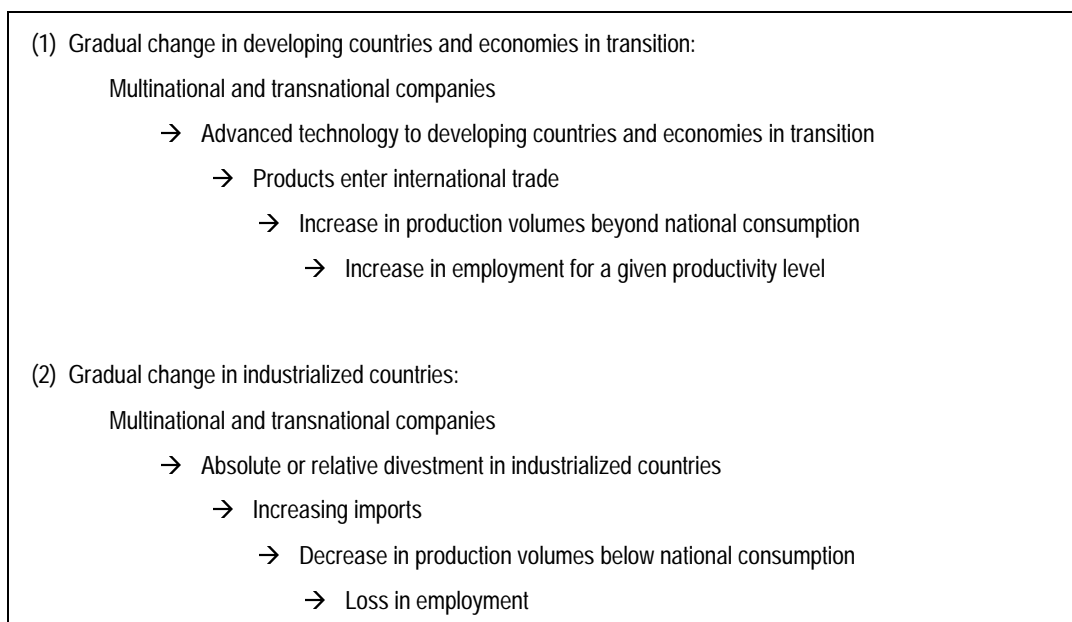 (1) Gradual change in developing countries and economies in transition:
Multinational and transnational companies
→ Advanced technology to developing countries and economies in transition
→ Products enter international trade
→ Increase in production volumes beyond national consumption
→ Increase in employment for a given productivity level
(2) Gradual change in industrialized countries:
Multinational and transnational companies
→ Absolute or relative divestment in industrialized countries
→ Increasing imports
→ Decrease in production volumes below national consumption
→ Loss in employment